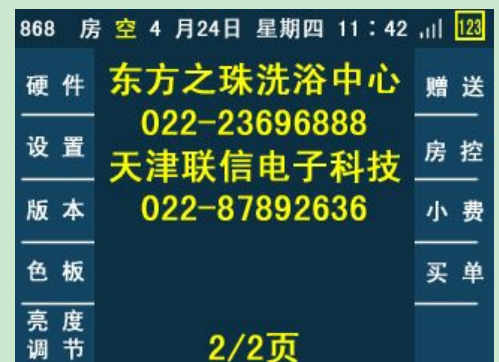 868 房 空 4 月24日 星期四 11：42 123
硬 件
设 置
版 本
色 板
亮 度
调 节
东方之珠洗浴中心
022-23696888
天津联信电子科技
022-87892636
2/2页
赠 送
房 控
小 费
买 单